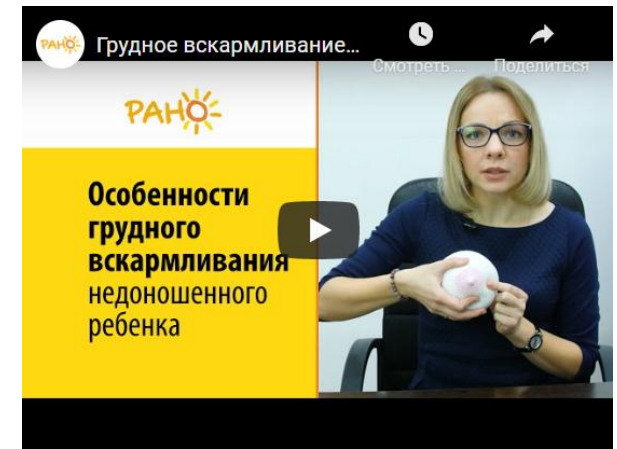 РАНО
Грудное вскармливание...
Смотреть ...
Поделиться
РАНО
Особенности
грудного
вскармливания
недоношенного
ребенка